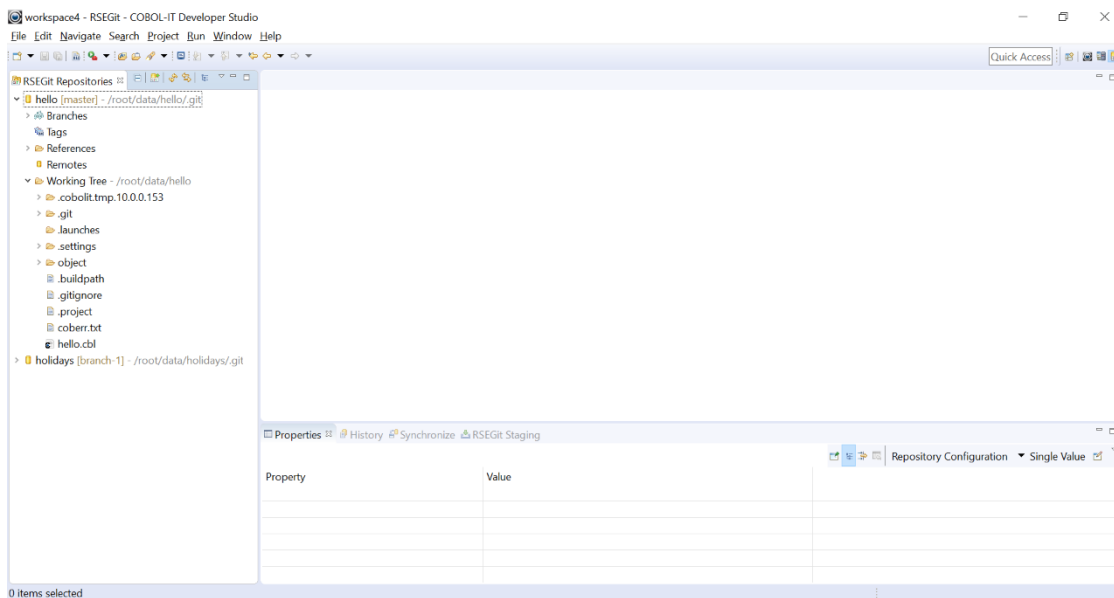 workspace4 - RSEGit - COBOL-IT Developer Studio
File Edit Navigate Search Project Run Window Help
Quick Access
RSEGit Repositories
hello [master] - /root/data/hello/.git
Branches
Tags
References
Remotes
Working Tree - /root/data/hello
.cobolit.tmp.10.0.0.153
.git
.launches
.settings
object
.buildpath
.gitignore
.project
coberr.txt
hello.cbl
holidays [branch-1] - /root/data/holidays/.git
Properties History Synchronize RSEGit Staging
Repository Configuration Single Value
Property Value
0 items selected